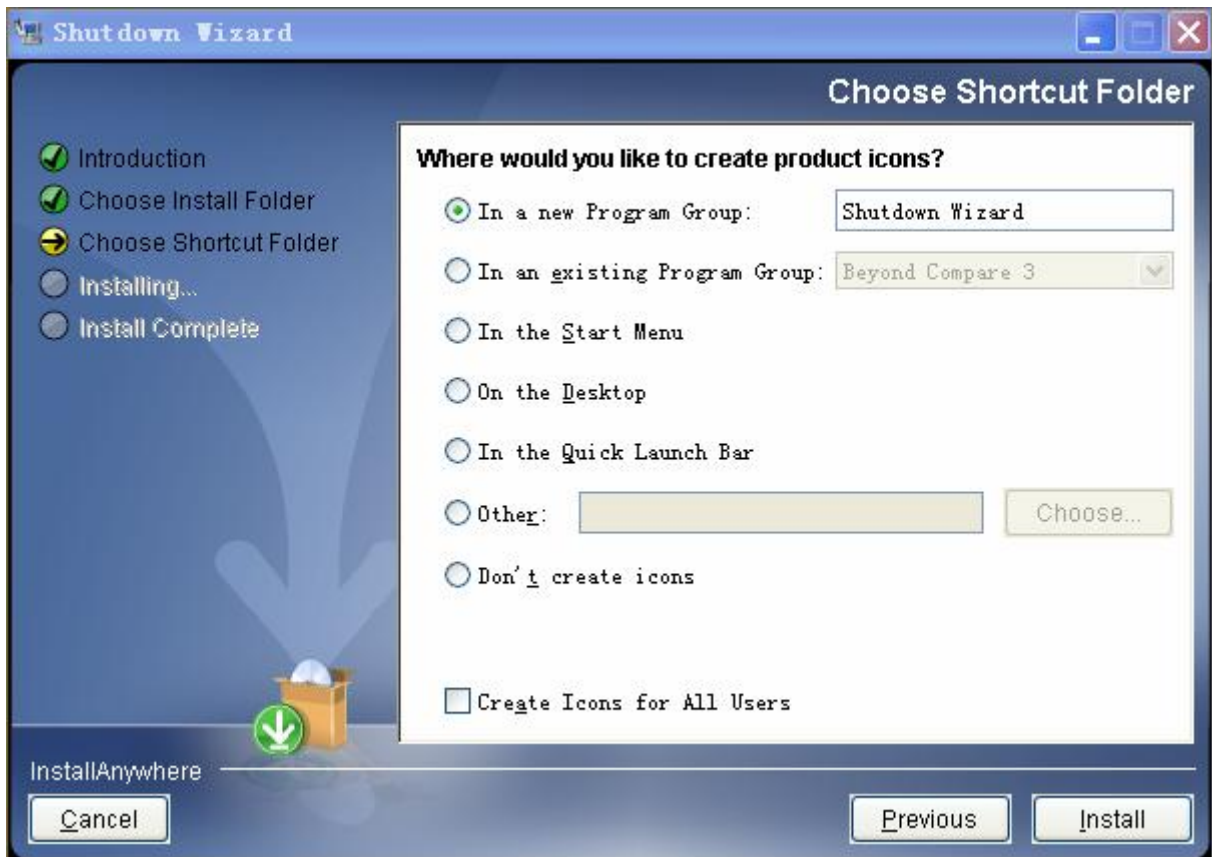 Shutdown Wizard
Choose Shortcut Folder
Introduction
Choose Install Folder
Choose Shortcut Folder
Installing...
Install Complete
Where would you like to create product icons?
In a new Program Group: Shutdown Wizard
In an existing Program Group: Beyond Compare 3
In the Start Menu
On the Desktop
In the Quick Launch Bar
Other: Choose...
Don't create icons
Create Icons for All Users
InstallAnywhere
Cancel Previous Install